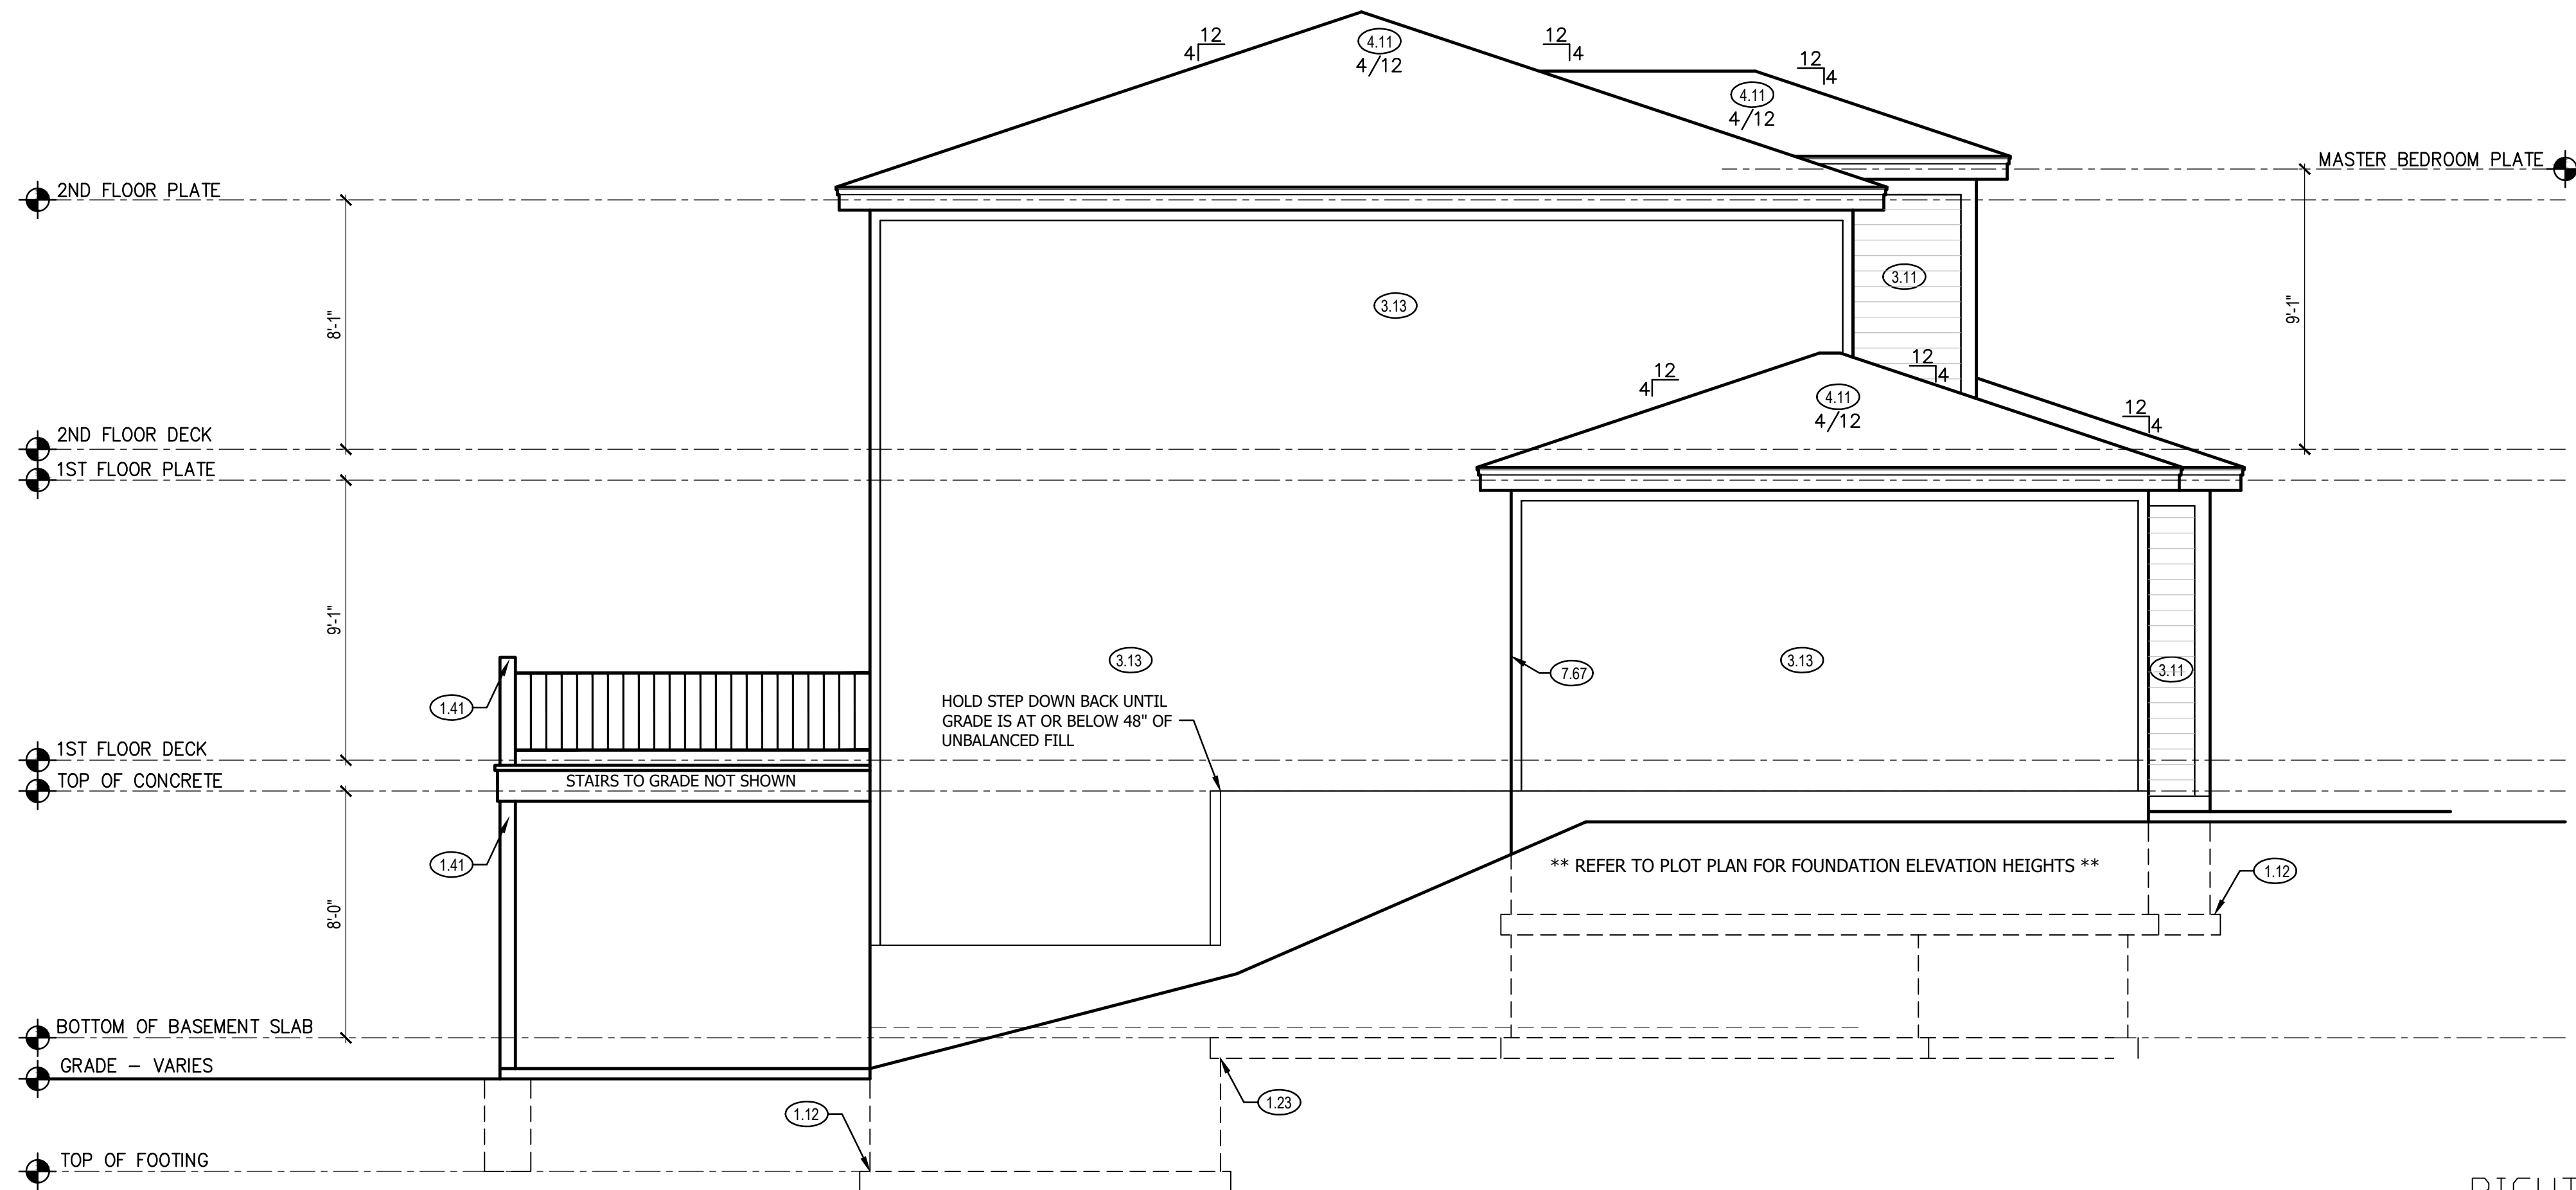 12
4
4.11
4/12
12
4
12
4
4.11
4/12
MASTER BEDROOM PLATE
2ND FLOOR PLATE
3.11
3.13
8'-1"
9'-1"
12
4
12
4
4.11
4/12
12
4
2ND FLOOR DECK
1ST FLOOR PLATE
9'-1"
3.13
3.13
7.67
3.11
1.41
HOLD STEP DOWN BACK UNTIL
GRADE IS AT OR BELOW 48" OF
UNBALANCED FILL
1ST FLOOR DECK
TOP OF CONCRETE
STAIRS TO GRADE NOT SHOWN
1.41
** REFER TO PLOT PLAN FOR FOUNDATION ELEVATION HEIGHTS **
1.12
8'-0"
BOTTOM OF BASEMENT SLAB
GRADE - VARIES
1.23
1.12
TOP OF FOOTING